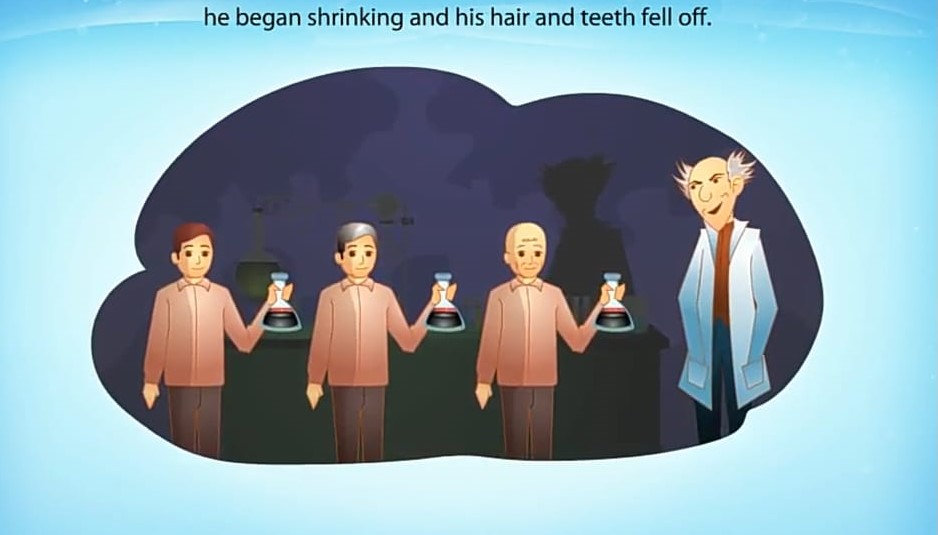 he began shrinking and his hair and teeth fell off.